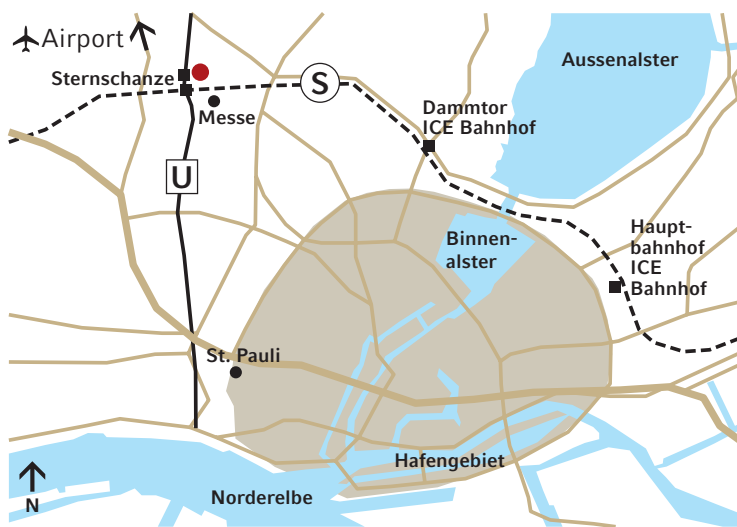 Airport
Aussenalster
Sternschanze
S
Messe
Dammtor
ICE Bahnhof
U
Binnen-
alster
Haupt-
bahnhof
ICE
Bahnhof
St. Pauli
Hafengebiet
Norderelbe
N